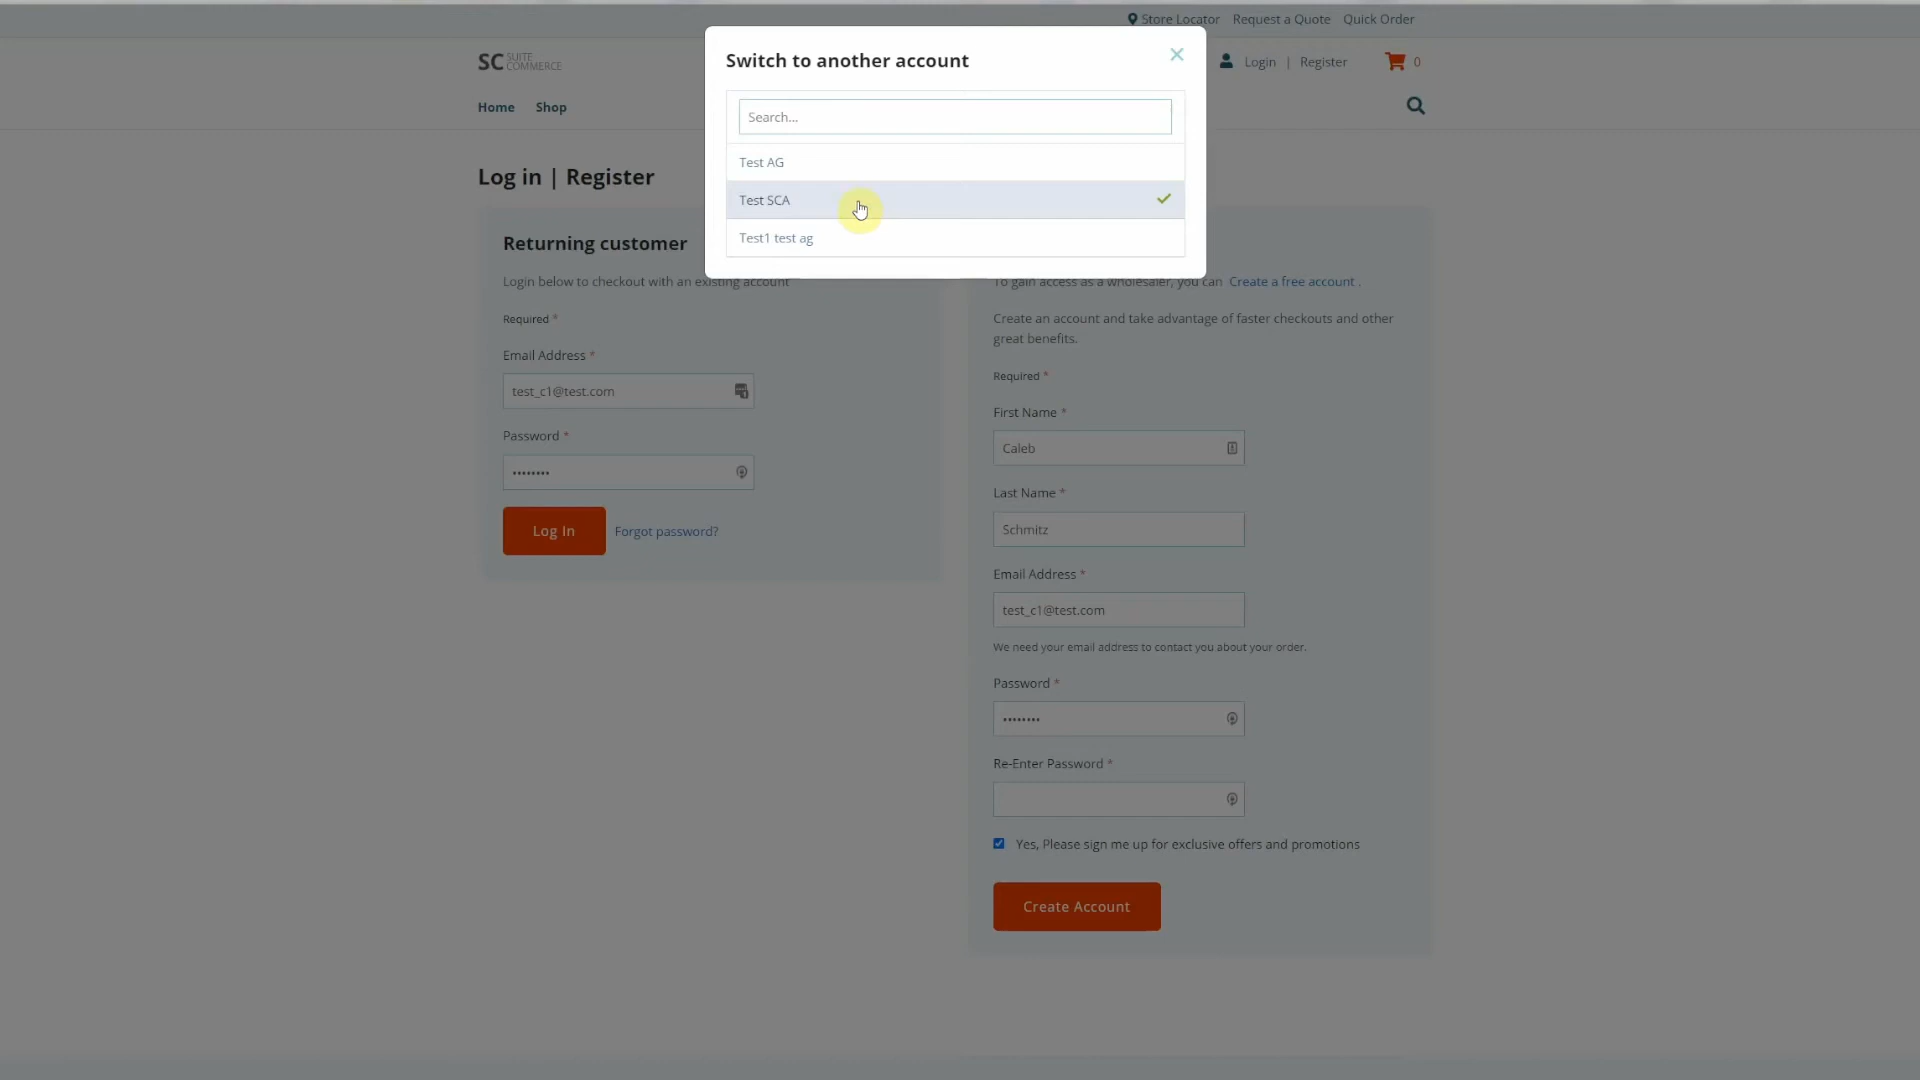 Store Locator Request a Quote Quick Order
SC SUITE COMMERCE
Login | Register 0
Home Shop
Switch to another account
Search...
Test AG
Test SCA
Test1 test ag
Log in | Register
Returning customer
Login below to checkout with an existing account
Required *
Email Address *
test_c1@test.com
Password *
••••••••
Log In Forgot password?
To gain access as a wholesaler, you can Create a free account .
Create an account and take advantage of faster checkouts and other
great benefits.
Required *
First Name *
Caleb
Last Name *
Schmitz
Email Address *
test_c1@test.com
We need your email address to contact you about your order.
Password *
••••••••
Re-Enter Password *
Yes, Please sign me up for exclusive offers and promotions
Create Account